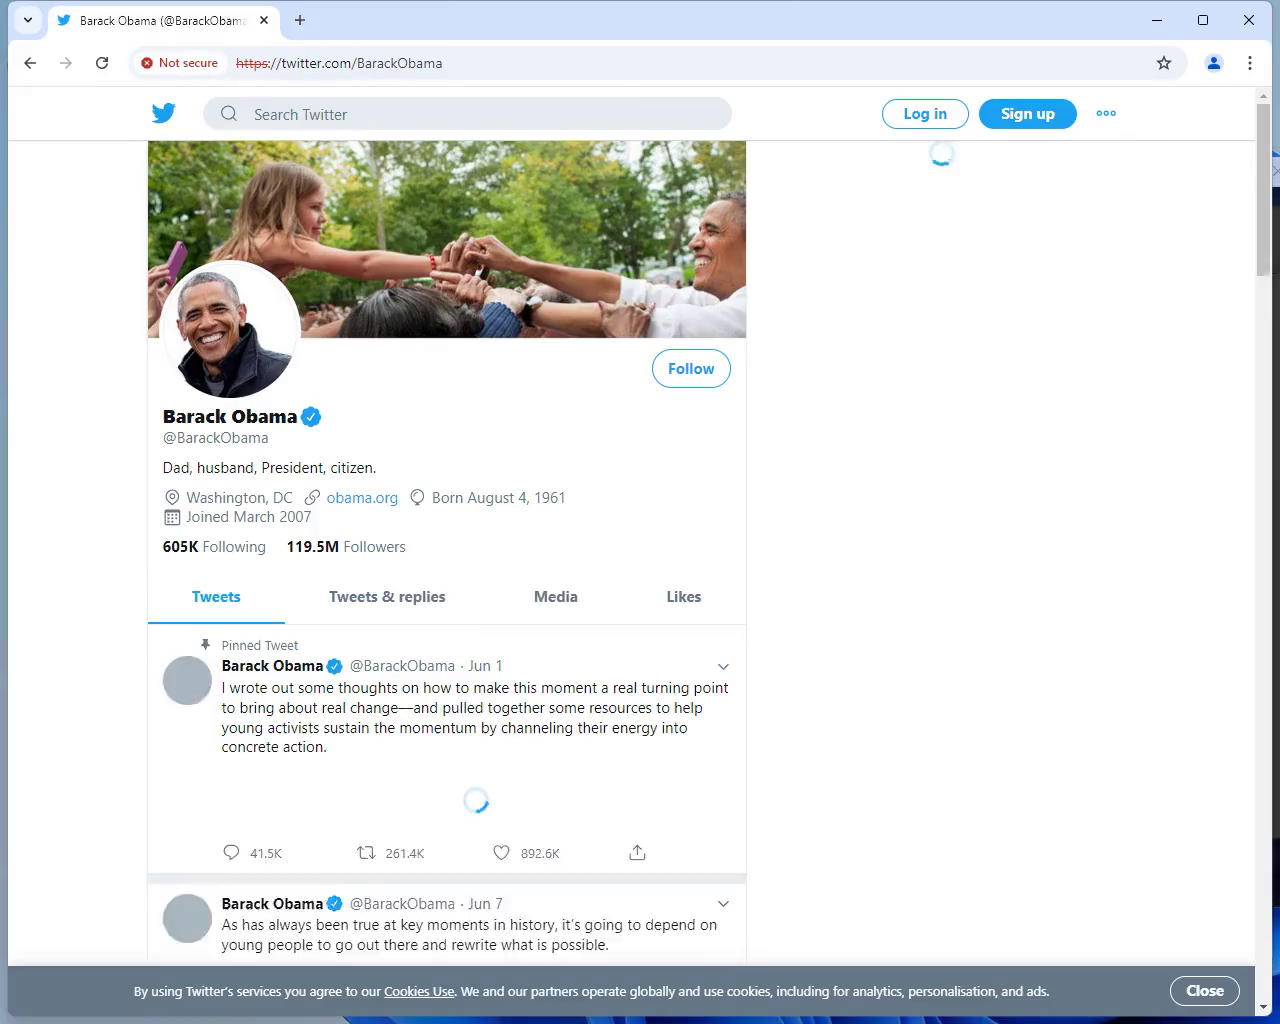 Barack Obama (@BarackObama
Not secure
https://twitter.com/BarackObama
Search Twitter
Log in
Sign up
Follow
Barack Obama
@BarackObama
Dad, husband, President, citizen.
Washington, DC obama.org Born August 4, 1961
Joined March 2007
605K Following 119.5M Followers
Tweets Tweets & replies Media Likes
Pinned Tweet
Barack Obama @BarackObama · Jun 1
I wrote out some thoughts on how to make this moment a real turning point
to bring about real change—and pulled together some resources to help
young activists sustain the momentum by channeling their energy into
concrete action.
41.5K 261.4K 892.6K
Barack Obama @BarackObama · Jun 7
As has always been true at key moments in history, it's going to depend on
young people to go out there and rewrite what is possible.
By using Twitter's services you agree to our Cookies Use. We and our partners operate globally and use cookies, including for analytics, personalisation, and ads.
Close